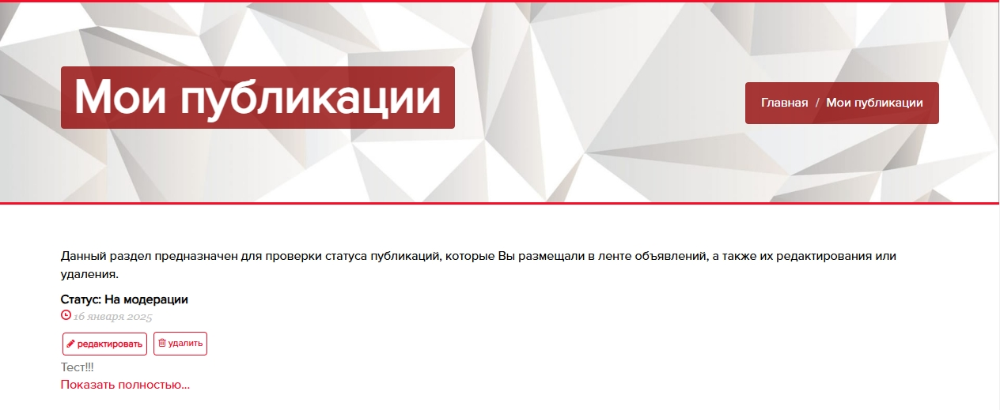 Мои публикации
Главная / Мои публикации
Данный раздел предназначен для проверки статуса публикаций, которые Вы размещали в ленте объявлений, а также их редактирования или
удаления.
Статус: На модерации
16 января 2025
редактировать удалить
Тест!!!
Показать полностью...